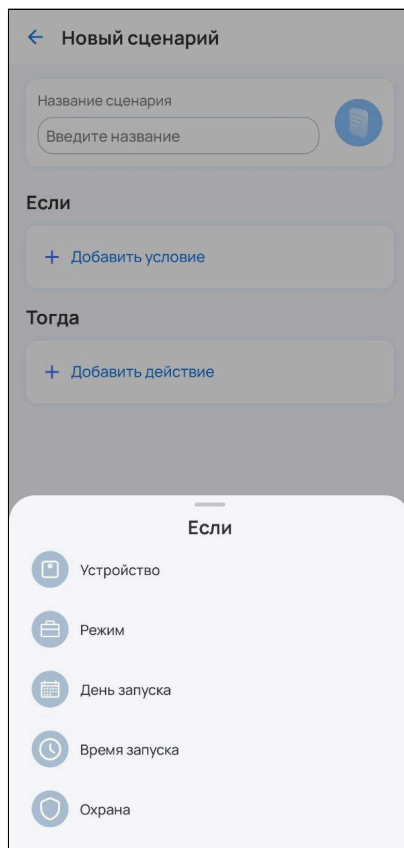 Новый сценарий
Название сценария
Введите название
Если
+ Добавить условие
Тогда
+ Добавить действие
Если
Устройство
Режим
День запуска
Время запуска
Охрана